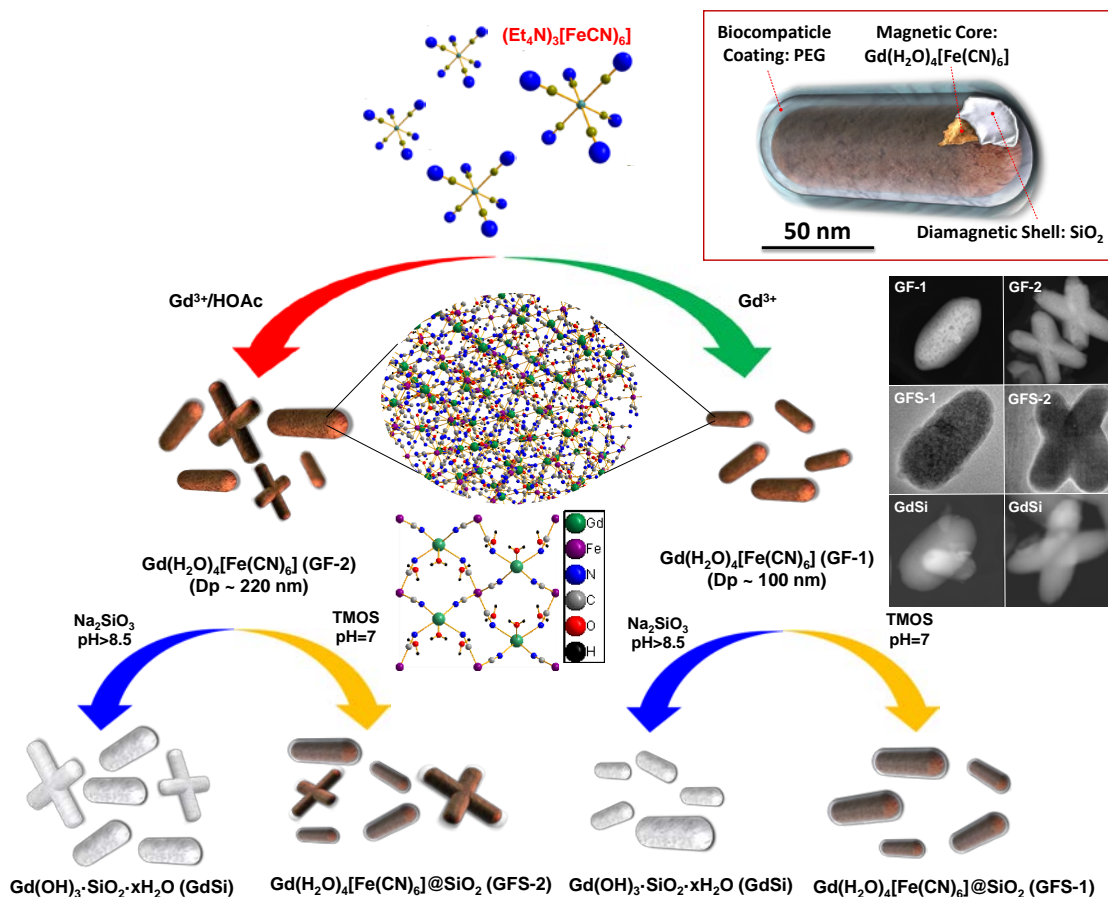 (Et₄N)₃[FeCN)₆]
Biocompaticle
Coating: PEG
Magnetic Core:
Gd(H₂O)₄[Fe(CN)₆]
50 nm
Diamagnetic Shell: SiO₂
Gd³⁺/HOAc
Gd³⁺
GF-1
GF-2
GFS-1
GFS-2
GdSi
GdSi
Gd(H₂O)₄[Fe(CN)₆] (GF-2)
(Dp ~ 220 nm)
Gd
Fe
N
C
O
H
Gd(H₂O)₄[Fe(CN)₆] (GF-1)
(Dp ~ 100 nm)
Na₂SiO₃
pH>8.5
TMOS
pH=7
Na₂SiO₃
pH>8.5
TMOS
pH=7
Gd(OH)₃·SiO₂·xH₂O (GdSi)
Gd(H₂O)₄[Fe(CN)₆]@SiO₂ (GFS-2)
Gd(OH)₃·SiO₂·xH₂O (GdSi)
Gd(H₂O)₄[Fe(CN)₆]@SiO₂ (GFS-1)